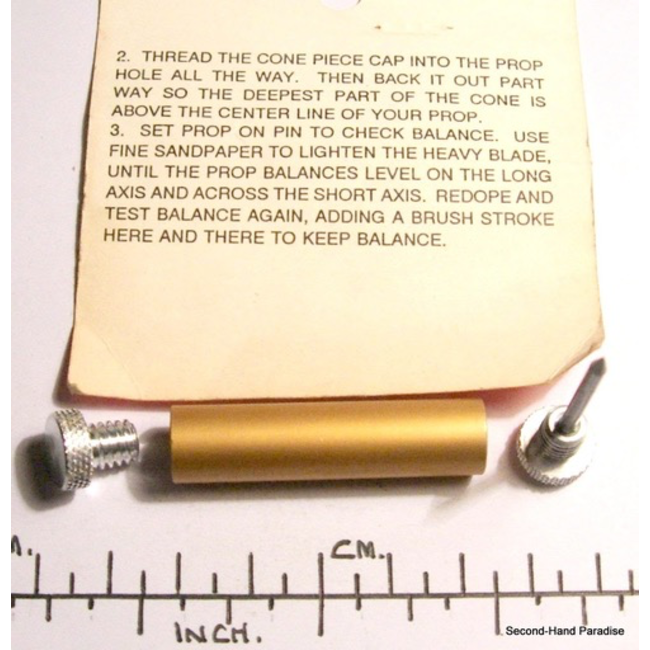 2. THREAD THE CONE PIECE CAP INTO THE PROP
HOLE ALL THE WAY. THEN BACK IT OUT PART
WAY SO THE DEEPEST PART OF THE CONE IS
ABOVE THE CENTER LINE OF YOUR PROP.
3. SET PROP ON PIN TO CHECK BALANCE. USE
FINE SANDPAPER TO LIGHTEN THE HEAVY BLADE,
UNTIL THE PROP BALANCES LEVEL ON THE LONG
AXIS AND ACROSS THE SHORT AXIS. REDOPE AND
TEST BALANCE AGAIN, ADDING A BRUSH STROKE
HERE AND THERE TO KEEP BALANCE.
CM.
INCH.
Second-Hand Paradise